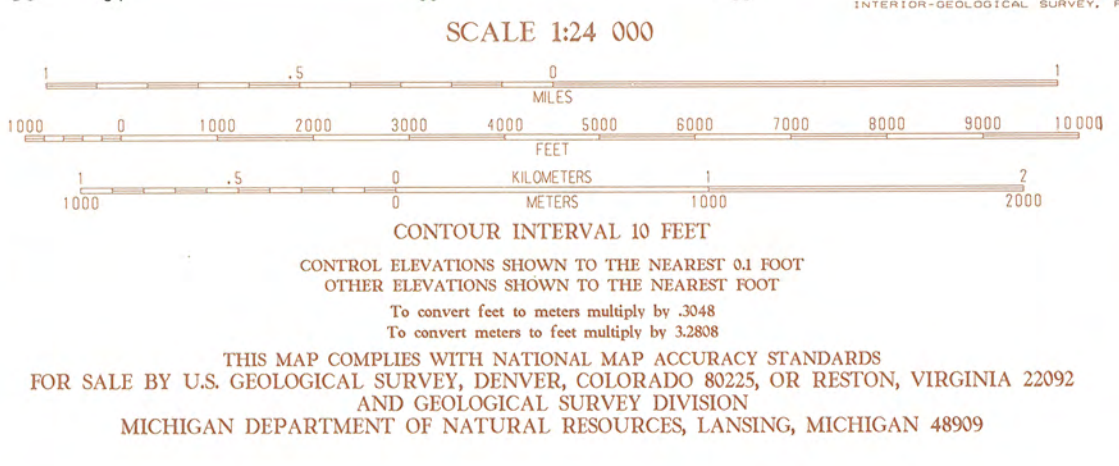 INTERIOR-GEOLOGICAL SURVEY,
SCALE 1:24 000
1 .5 0 1
MILES
1000 0 1000 2000 3000 4000 5000 6000 7000 8000 9000 10 000
FEET
1 .5 0 KILOMETERS 1 2
1000 0 METERS 1000 2000
CONTOUR INTERVAL 10 FEET
CONTROL ELEVATIONS SHOWN TO THE NEAREST 0.1 FOOT
OTHER ELEVATIONS SHOWN TO THE NEAREST FOOT
To convert feet to meters multiply by .3048
To convert meters to feet multiply by 3.2808
THIS MAP COMPLIES WITH NATIONAL MAP ACCURACY STANDARDS
FOR SALE BY U.S. GEOLOGICAL SURVEY, DENVER, COLORADO 80225, OR RESTON, VIRGINIA 22092
AND GEOLOGICAL SURVEY DIVISION
MICHIGAN DEPARTMENT OF NATURAL RESOURCES, LANSING, MICHIGAN 48909